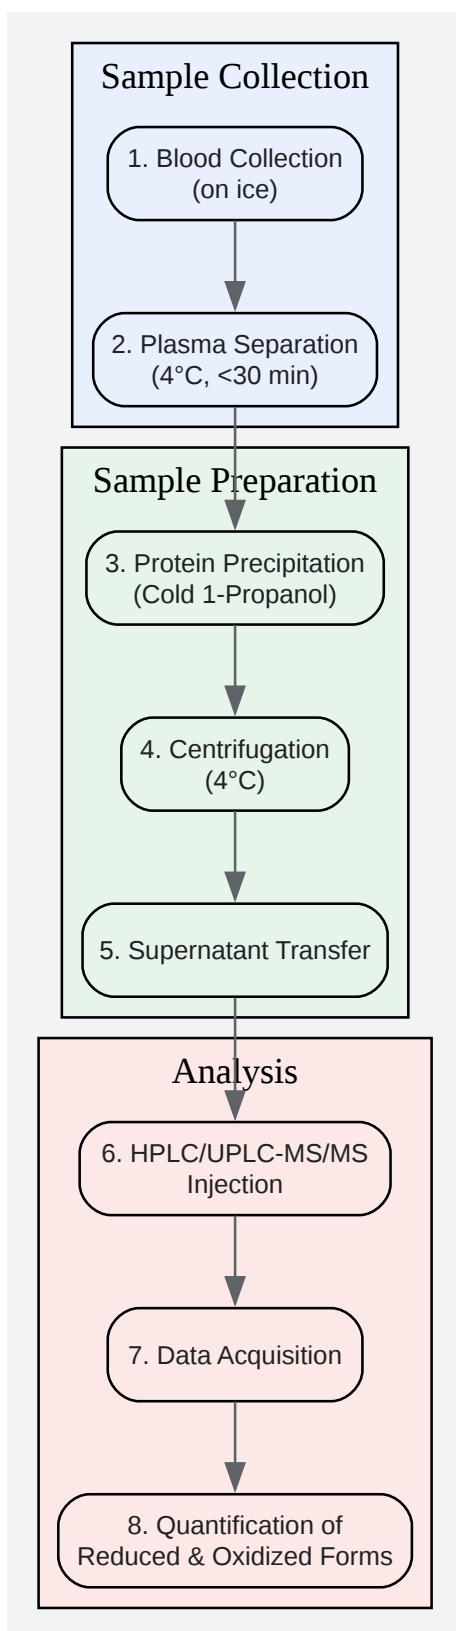 Sample Collection
1. Blood Collection
(on ice)
2. Plasma Separation
(4°C, <30 min)
Sample Preparation
3. Protein Precipitation
(Cold 1-Propanol)
4. Centrifugation
(4°C)
5. Supernatant Transfer
Analysis
6. HPLC/UPLC-MS/MS
Injection
7. Data Acquisition
8. Quantification of
Reduced & Oxidized Forms